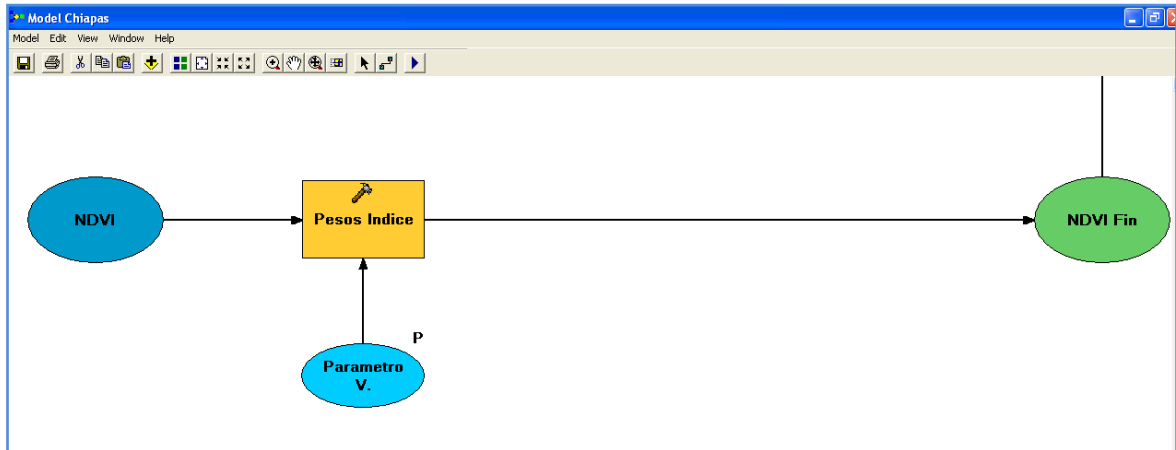 Model Chiapas
Model Edit View Window Help
NDVI
Pesos Indice
NDVI Fin
P
Parametro
V.